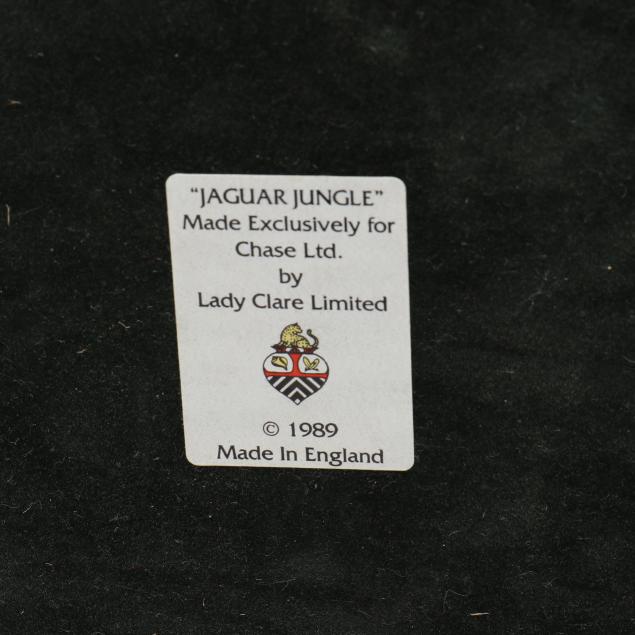 “JAGUAR JUNGLE”
Made Exclusively for
Chase Ltd.
by
Lady Clare Limited
© 1989
Made In England